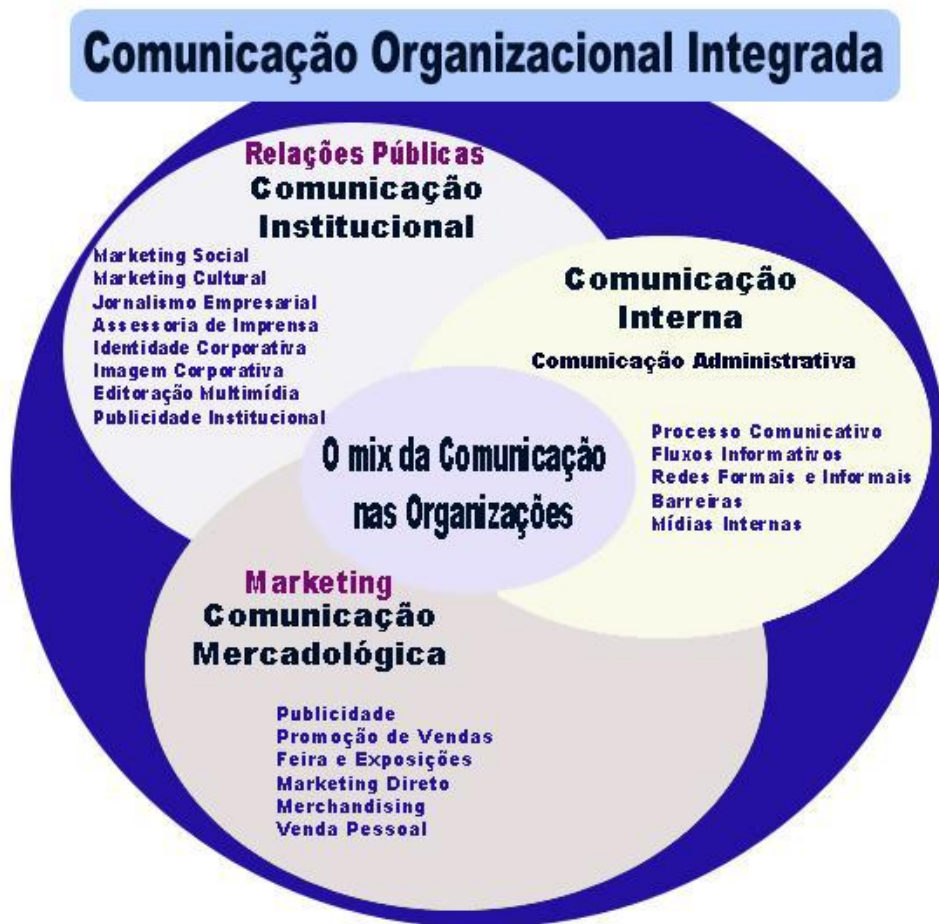 Comunicação Organizacional Integrada
Relações Públicas
Comunicação
Institucional
Marketing Social
Marketing Cultural
Jornalismo Empresarial
Assessoria de Imprensa
Identidade Corporativa
Imagem Corporativa
Editoração Multimídia
Publicidade Institucional
Comunicação
Interna
Comunicação Administrativa
Processo Comunicativo
Fluxos Informativos
Redes Formais e Informais
Barreiras
Mídias Internas
O mix da Comunicação
nas Organizações
Marketing
Comunicação
Mercadológica
Publicidade
Promoção de Vendas
Feira e Exposições
Marketing Direto
Merchandising
Venda Pessoal